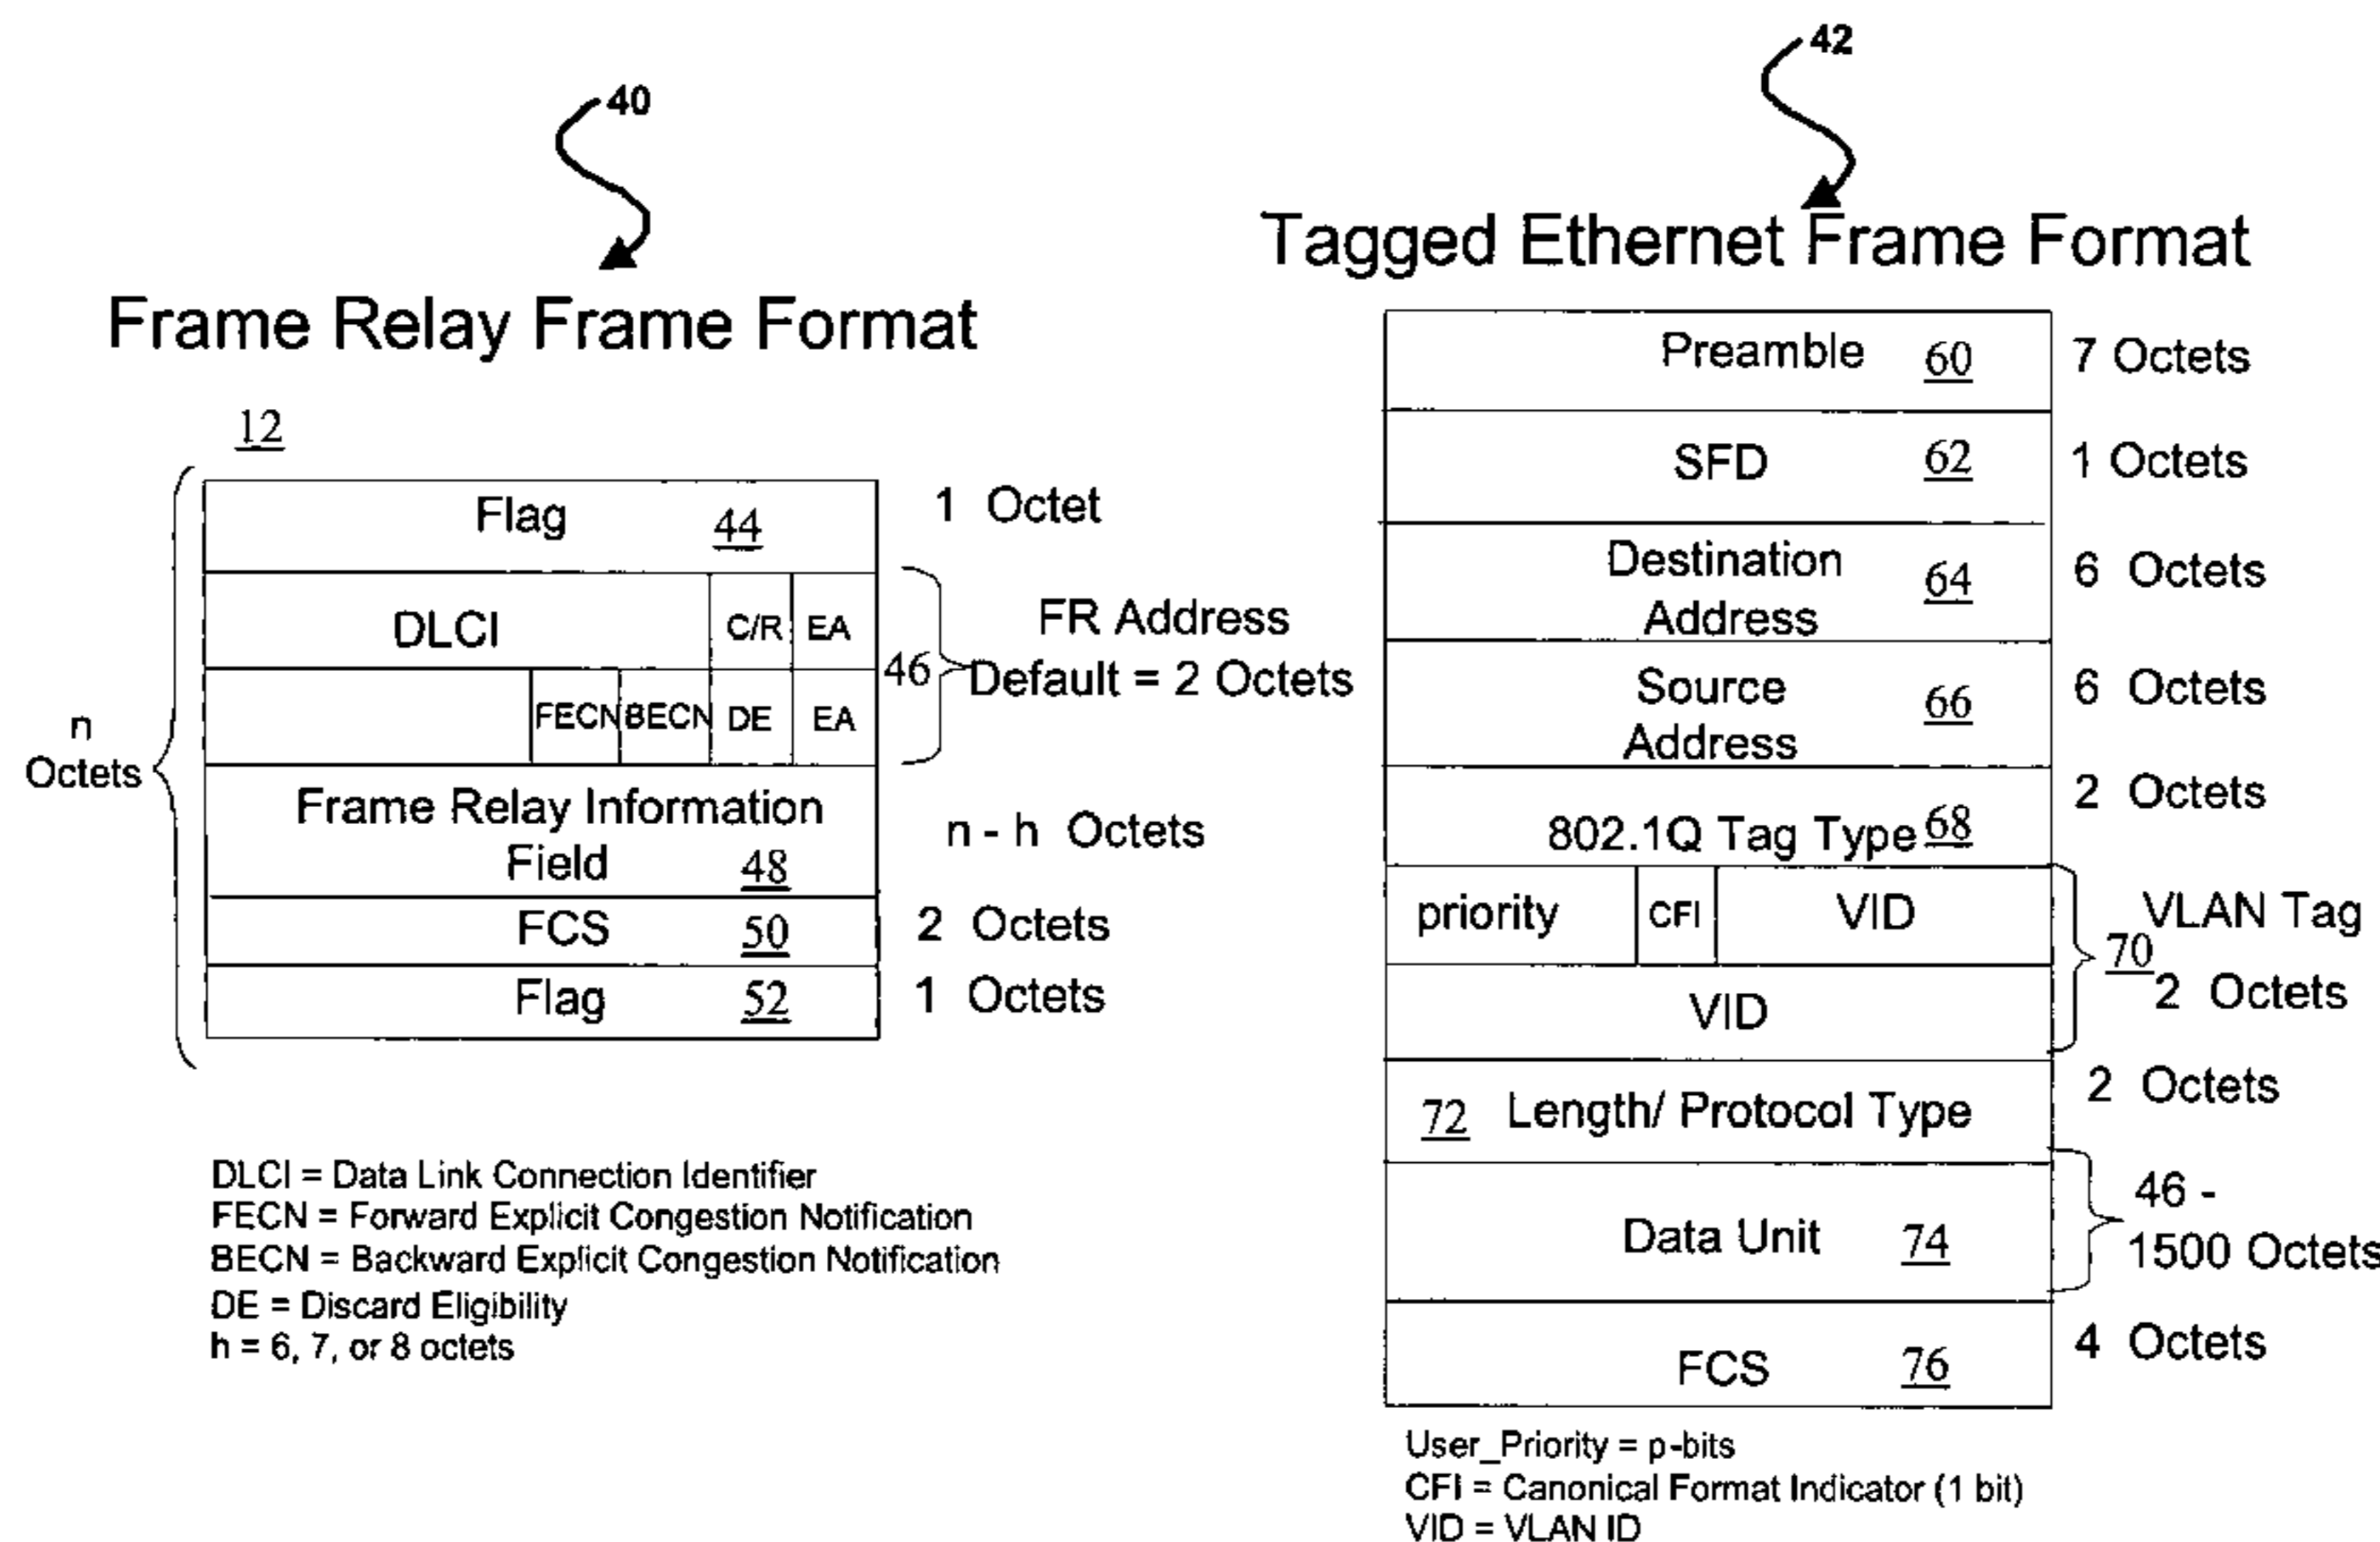 40
Frame Relay Frame Format
12
n
Octets
Flag 44
1 Octet
DLCI C/R EA
FECN BECN DE EA
46
FR Address
Default = 2 Octets
Frame Relay Information
Field 48
n - h Octets
FCS 50
2 Octets
Flag 52
1 Octets
DLCI = Data Link Connection Identifier
FECN = Forward Explicit Congestion Notification
BECN = Backward Explicit Congestion Notification
DE = Discard Eligibility
h = 6, 7, or 8 octets
42
Tagged Ethernet Frame Format
Preamble 60
7 Octets
SFD 62
1 Octets
Destination
Address 64
6 Octets
Source
Address 66
6 Octets
802.1Q Tag Type 68
2 Octets
priority CFI VID
VID
VLAN Tag
70
2 Octets
72 Length/ Protocol Type
2 Octets
Data Unit 74
46 -
1500 Octets
FCS 76
4 Octets
User_Priority = p-bits
CFI = Canonical Format Indicator (1 bit)
VID = VLAN ID